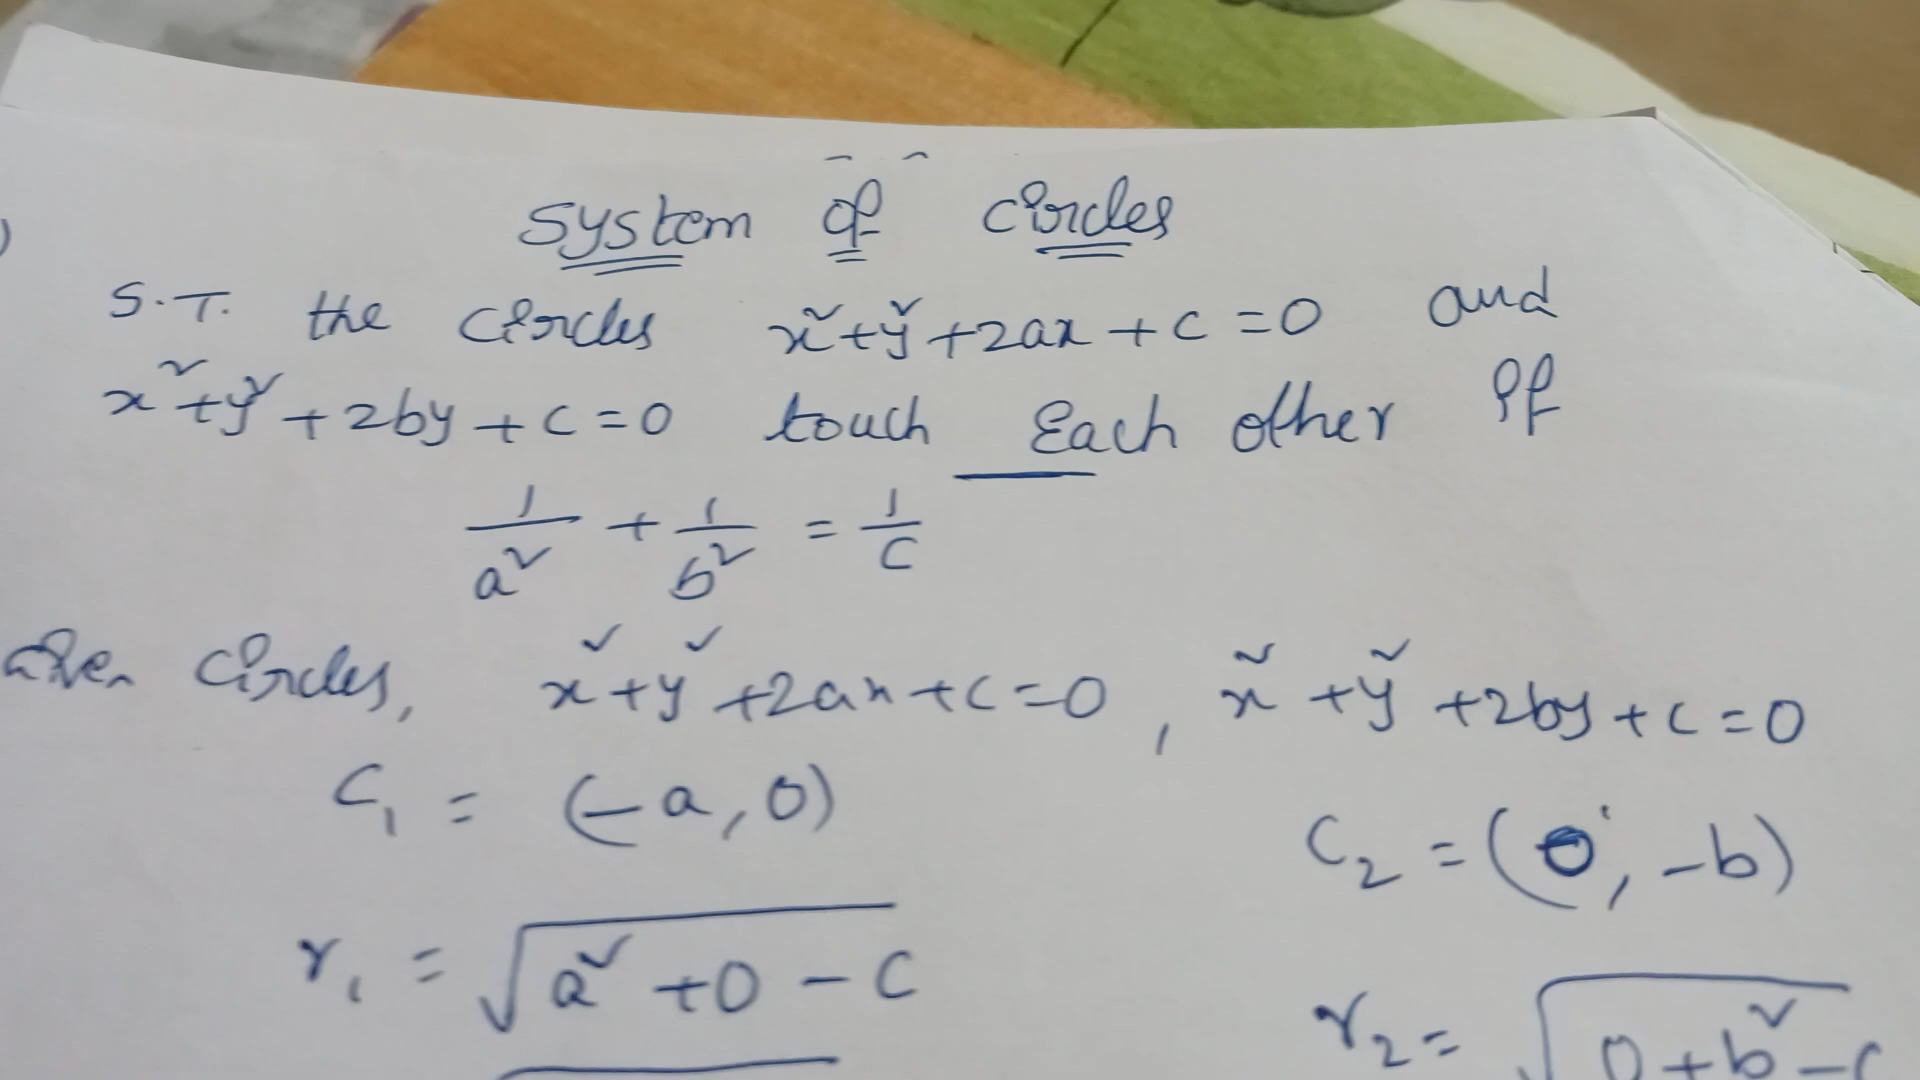 System of circles
S.T. the circles x²+y²+2ax+c=0 and
x²+y²+2by+c=0 touch Each other if
1/a² + 1/b² = 1/c
circles, x²+y²+2ax+c=0, x²+y²+2by+c=0
C₁ = (-a,0)
C₂ = (0, -b)
r₁ = √(a²+0-c)
r₂ = √(0+b²-c)